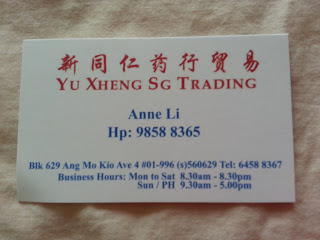 新同仁药行贸易
YU XHENG SG TRADING
Anne Li
Hp: 9858 8365
Blk 629 Ang Mo Kio Ave 4 #01-996 (s)560629 Tel: 6458 8367
Business Hours: Mon to Sat 8.30am - 8.30pm
Sun / PH 9.30am - 5.00pm